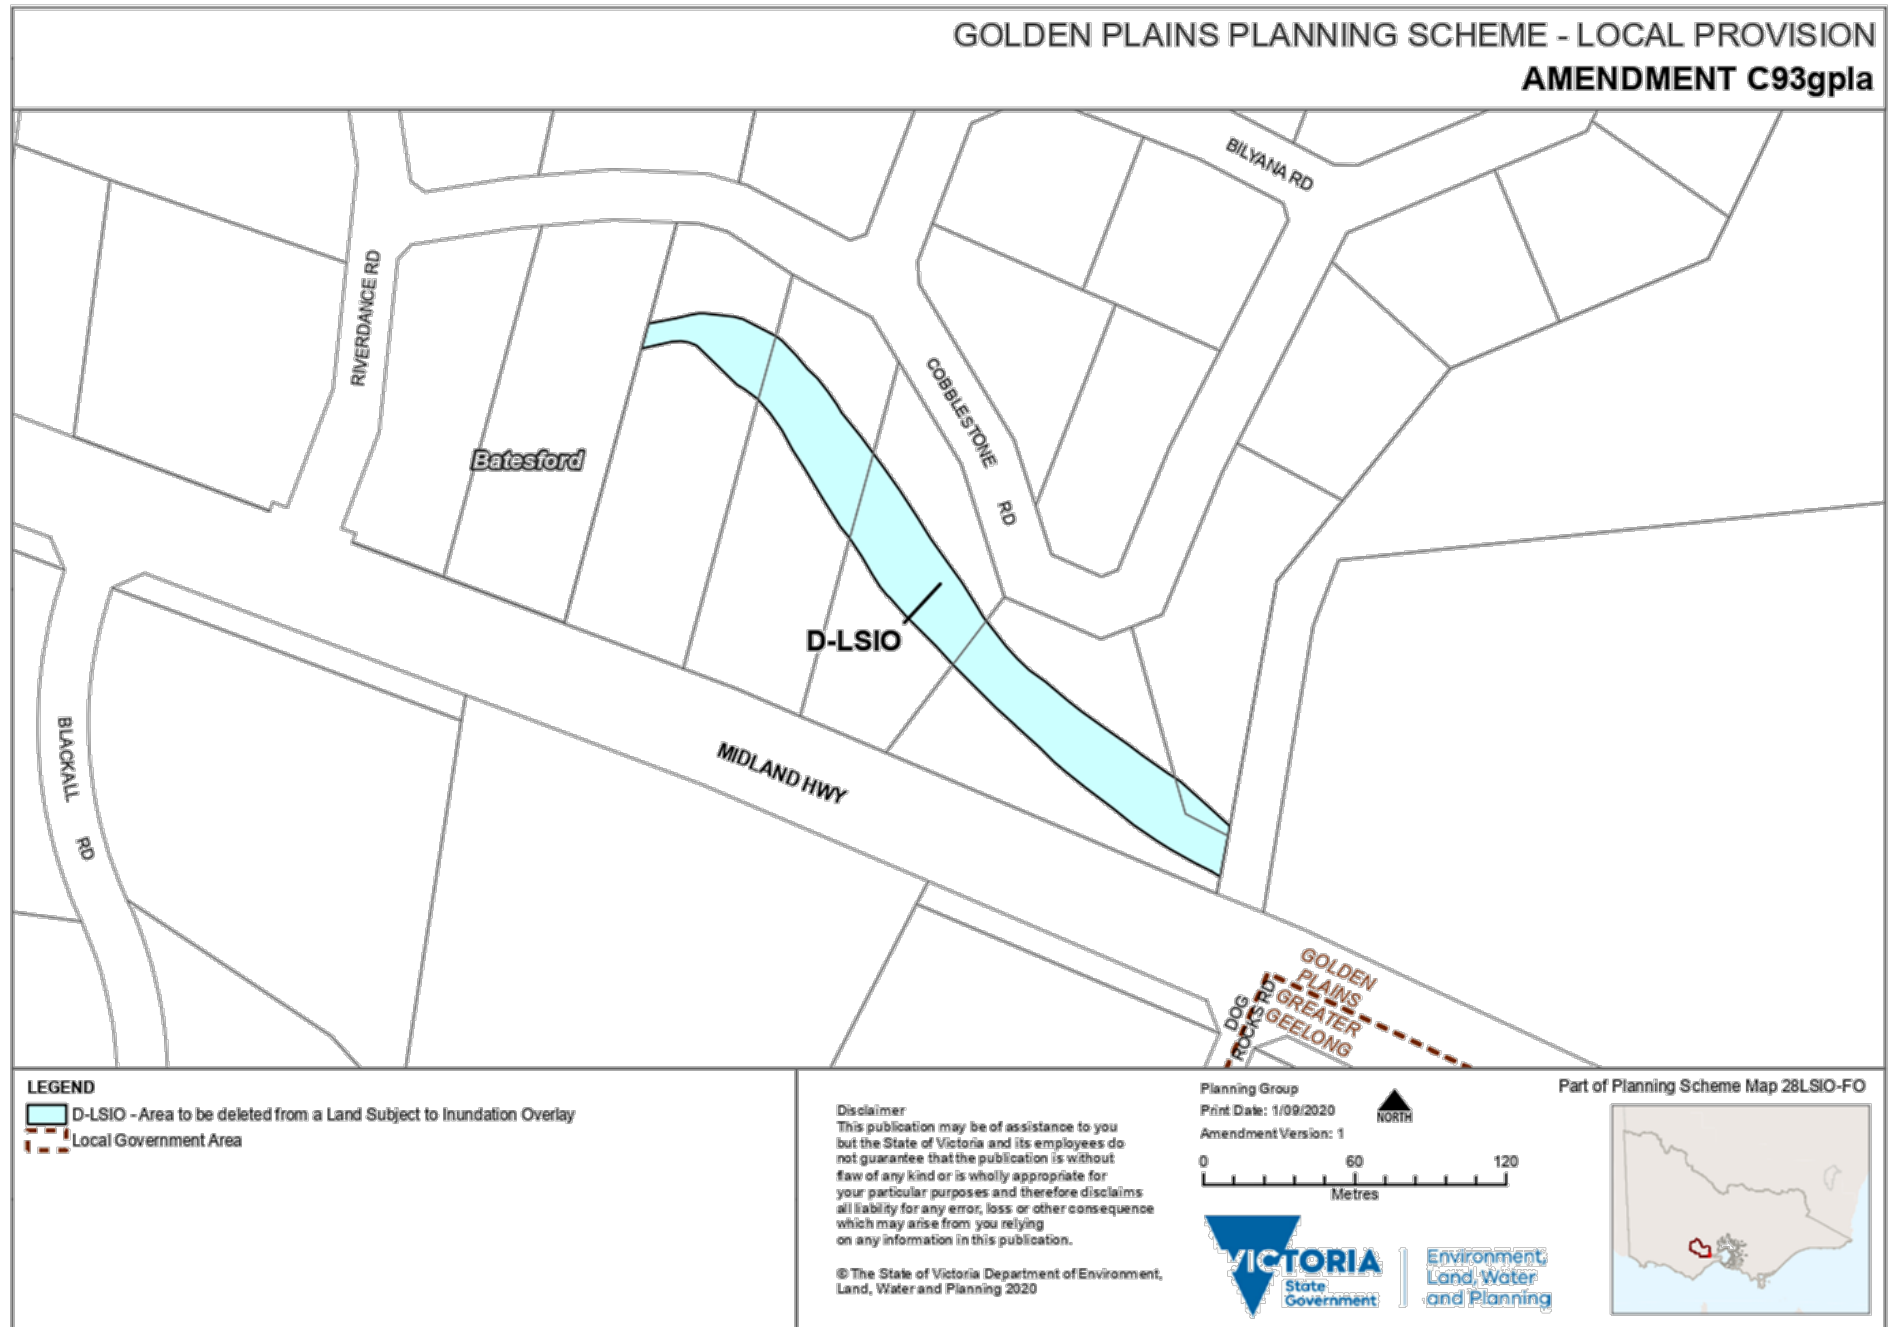 GOLDEN PLAINS PLANNING SCHEME - LOCAL PROVISION
AMENDMENT C93gpla
BILYANA RD
RIVERDANCE RD
COBBLESTONE RD
Batesford
D-LSIO
MIDLAND HWY
BLACKALL RD
GOLDEN
PLAINS
GREATER
GEELONG
DOG
ROCKS RD
LEGEND
D-LSIO - Area to be deleted from a Land Subject to Inundation Overlay
Local Government Area
Disclaimer
This publication may be of assistance to you
but the State of Victoria and its employees do
not guarantee that the publication is without
flaw of any kind or is wholly appropriate for
your particular purposes and therefore disclaims
all liability for any error, loss or other consequence
which may arise from you relying
on any information in this publication.
© The State of Victoria Department of Environment,
Land, Water and Planning 2020
Planning Group
Print Date: 1/09/2020
Amendment Version: 1
NORTH
0 60 120
Metres
VICTORIA
State
Government
Environment,
Land, Water
and Planning
Part of Planning Scheme Map 28LSIO-FO